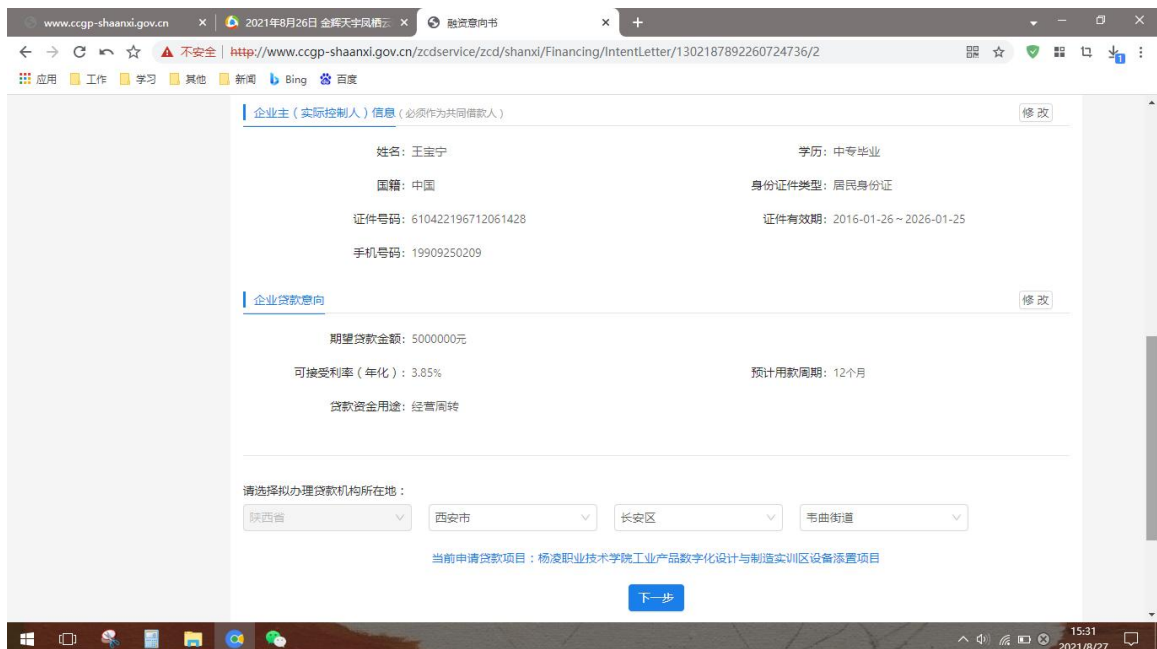 www.ccgp-shaanxi.gov.cn
2021年8月26日 金辉天宇凤栖云
融资意向书
不安全 http://www.ccgp-shaanxi.gov.cn/zcdservice/zcd/shanxi/Financing/IntentLetter/1302187892260724736/2
应用 工作 学习 其他 新闻 Bing 百度
企业主（实际控制人）信息（必须作为共同借款人） 修改
姓名：王宝宁 学历：中专毕业
国籍：中国 身份证件类型：居民身份证
证件号码：610422196712061428 证件有效期：2016-01-26～2026-01-25
手机号码：19909250209
企业贷款意向 修改
期望贷款金额：5000000元
可接受利率（年化）：3.85% 预计用款周期：12个月
贷款资金用途：经营周转
请选择拟办理贷款机构所在地：
陕西省 西安市 长安区 韦曲街道
当前申请贷款项目：杨凌职业技术学院工业产品数字化设计与制造实训区设备添置项目
下一步
15:31
2021/8/27